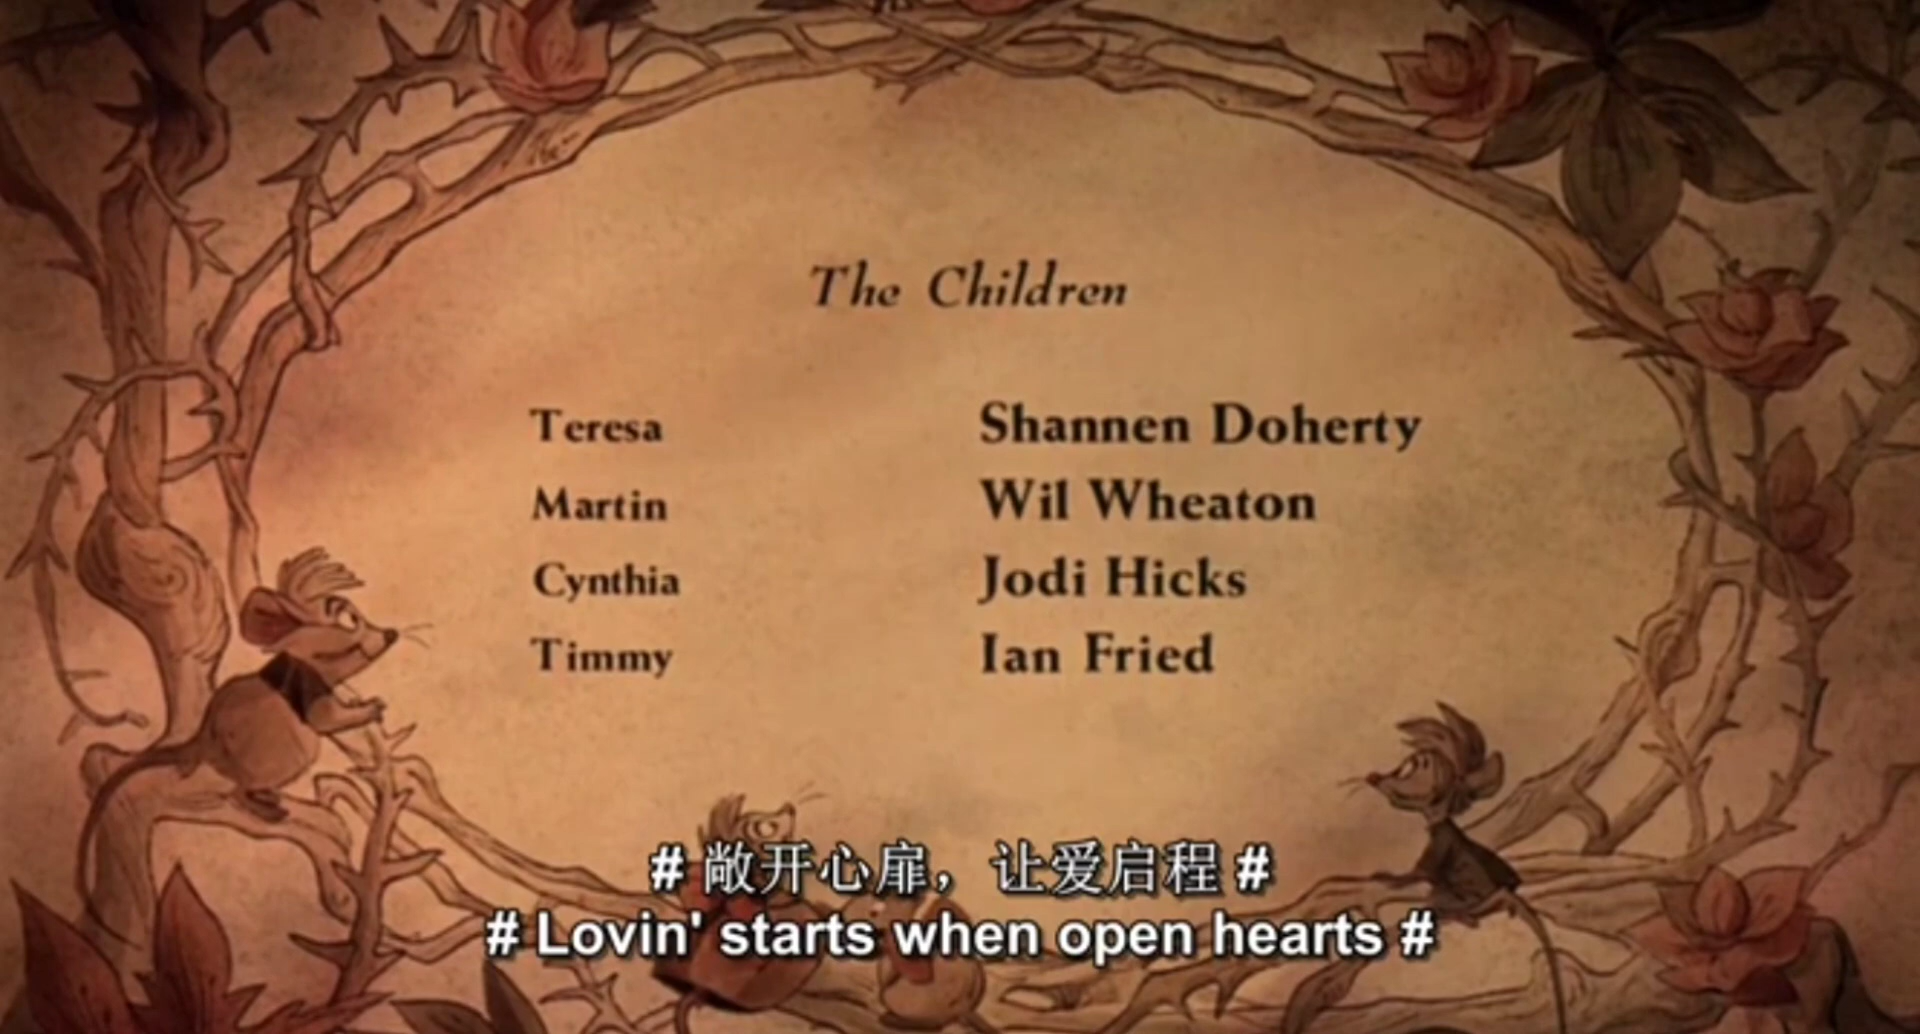 The Children
Teresa Shannen Doherty
Martin Wil Wheaton
Cynthia Jodi Hicks
Timmy Ian Fried
# 敞开心扉，让爱启程 #
# Lovin' starts when open hearts #